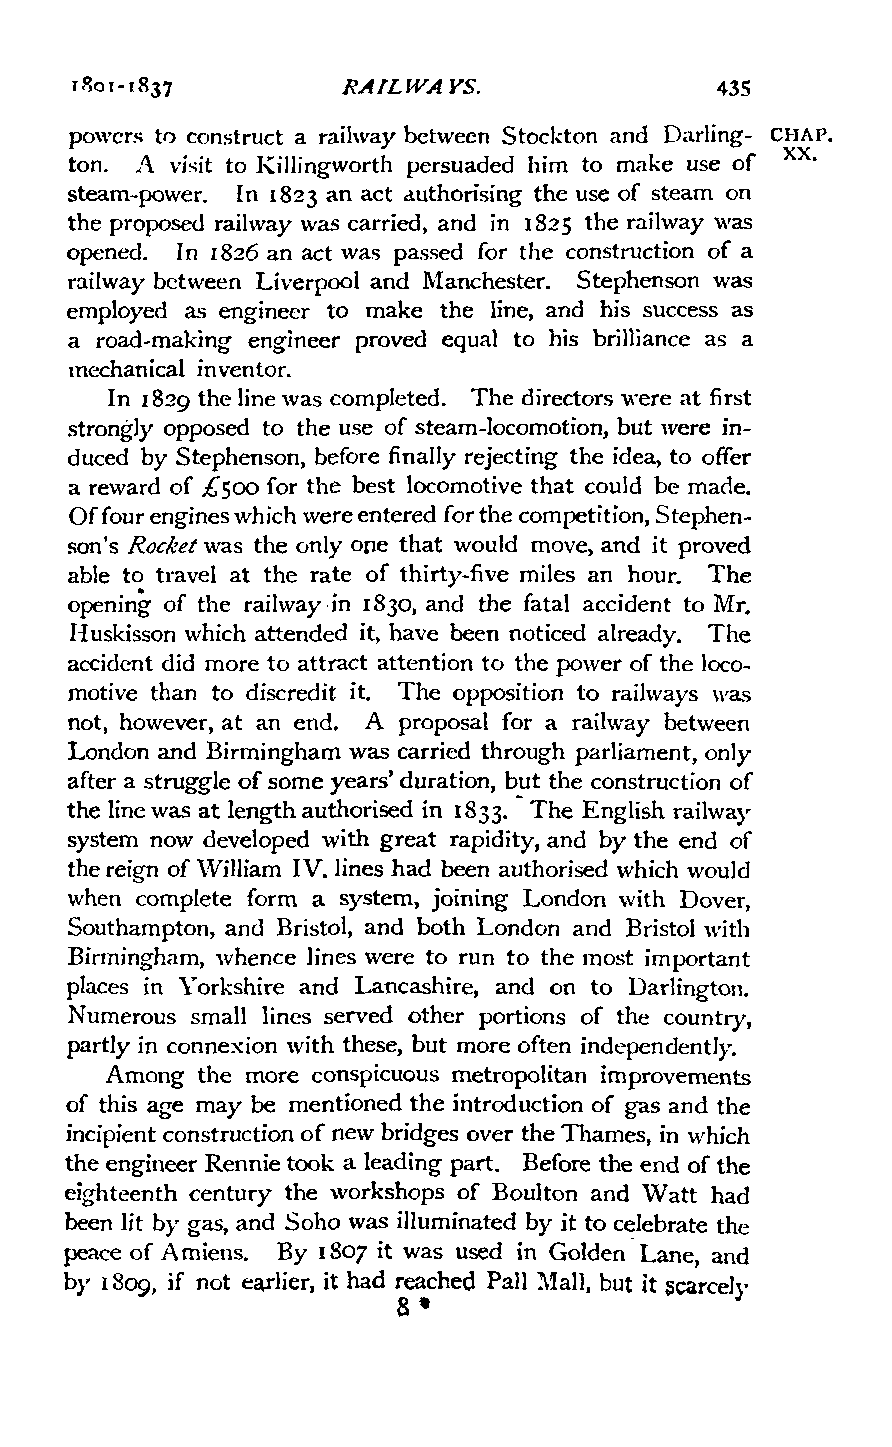 1801-1837 RAILWAYS. 435
powers to construct a railway between Stockton and Darling- CHAP.
ton. A visit to Killingworth persuaded him to make use of XX.
steam-power. In 1823 an act authorising the use of steam on
the proposed railway was carried, and in 1825 the railway was
opened. In 1826 an act was passed for the construction of a
railway between Liverpool and Manchester. Stephenson was
employed as engineer to make the line, and his success as
a road-making engineer proved equal to his brilliance as a
mechanical inventor.
In 1829 the line was completed. The directors were at first
strongly opposed to the use of steam-locomotion, but were in-
duced by Stephenson, before finally rejecting the idea, to offer
a reward of £500 for the best locomotive that could be made.
Of four engines which were entered for the competition, Stephen-
son's Rocket was the only one that would move, and it proved
able to travel at the rate of thirty-five miles an hour. The
opening of the railway in 1830, and the fatal accident to Mr.
Huskisson which attended it, have been noticed already. The
accident did more to attract attention to the power of the loco-
motive than to discredit it. The opposition to railways was
not, however, at an end. A proposal for a railway between
London and Birmingham was carried through parliament, only
after a struggle of some years' duration, but the construction of
the line was at length authorised in 1833. The English railway
system now developed with great rapidity, and by the end of
the reign of William IV. lines had been authorised which would
when complete form a system, joining London with Dover,
Southampton, and Bristol, and both London and Bristol with
Birmingham, whence lines were to run to the most important
places in Yorkshire and Lancashire, and on to Darlington.
Numerous small lines served other portions of the country,
partly in connexion with these, but more often independently.
Among the more conspicuous metropolitan improvements
of this age may be mentioned the introduction of gas and the
incipient construction of new bridges over the Thames, in which
the engineer Rennie took a leading part. Before the end of the
eighteenth century the workshops of Boulton and Watt had
been lit by gas, and Soho was illuminated by it to celebrate the
peace of Amiens. By 1807 it was used in Golden Lane, and
by 1809, if not earlier, it had reached Pall Mall, but it scarcely
8 *